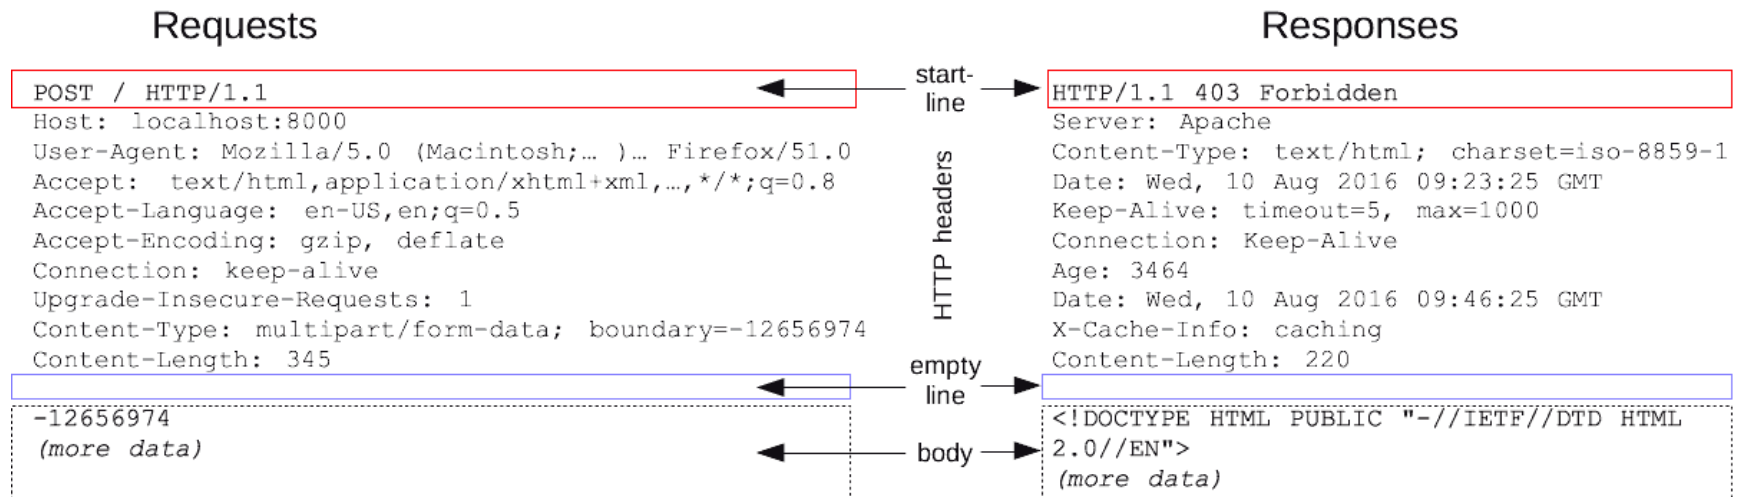 Requests
POST / HTTP/1.1
Host: localhost:8000
User-Agent: Mozilla/5.0 (Macintosh;… )… Firefox/51.0
Accept: text/html,application/xhtml+xml,…,*/*;q=0.8
Accept-Language: en-US,en;q=0.5
Accept-Encoding: gzip, deflate
Connection: keep-alive
Upgrade-Insecure-Requests: 1
Content-Type: multipart/form-data; boundary=-12656974
Content-Length: 345
-12656974
(more data)
start-
line
HTTP headers
empty
line
body
Responses
HTTP/1.1 403 Forbidden
Server: Apache
Content-Type: text/html; charset=iso-8859-1
Date: Wed, 10 Aug 2016 09:23:25 GMT
Keep-Alive: timeout=5, max=1000
Connection: Keep-Alive
Age: 3464
Date: Wed, 10 Aug 2016 09:46:25 GMT
X-Cache-Info: caching
Content-Length: 220
<!DOCTYPE HTML PUBLIC "-//IETF//DTD HTML
2.0//EN">
(more data)